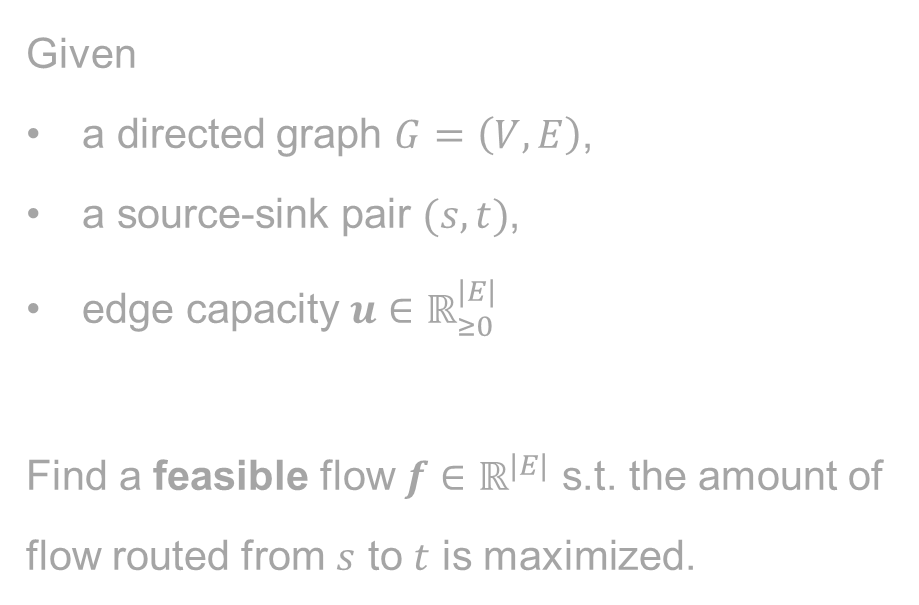 Given
• a directed graph G = (V, E),
• a source-sink pair (s, t),
• edge capacity u ∈ ℝ_{≥0}^{|E|}
Find a feasible flow f ∈ ℝ^{|E|} s.t. the amount of
flow routed from s to t is maximized.